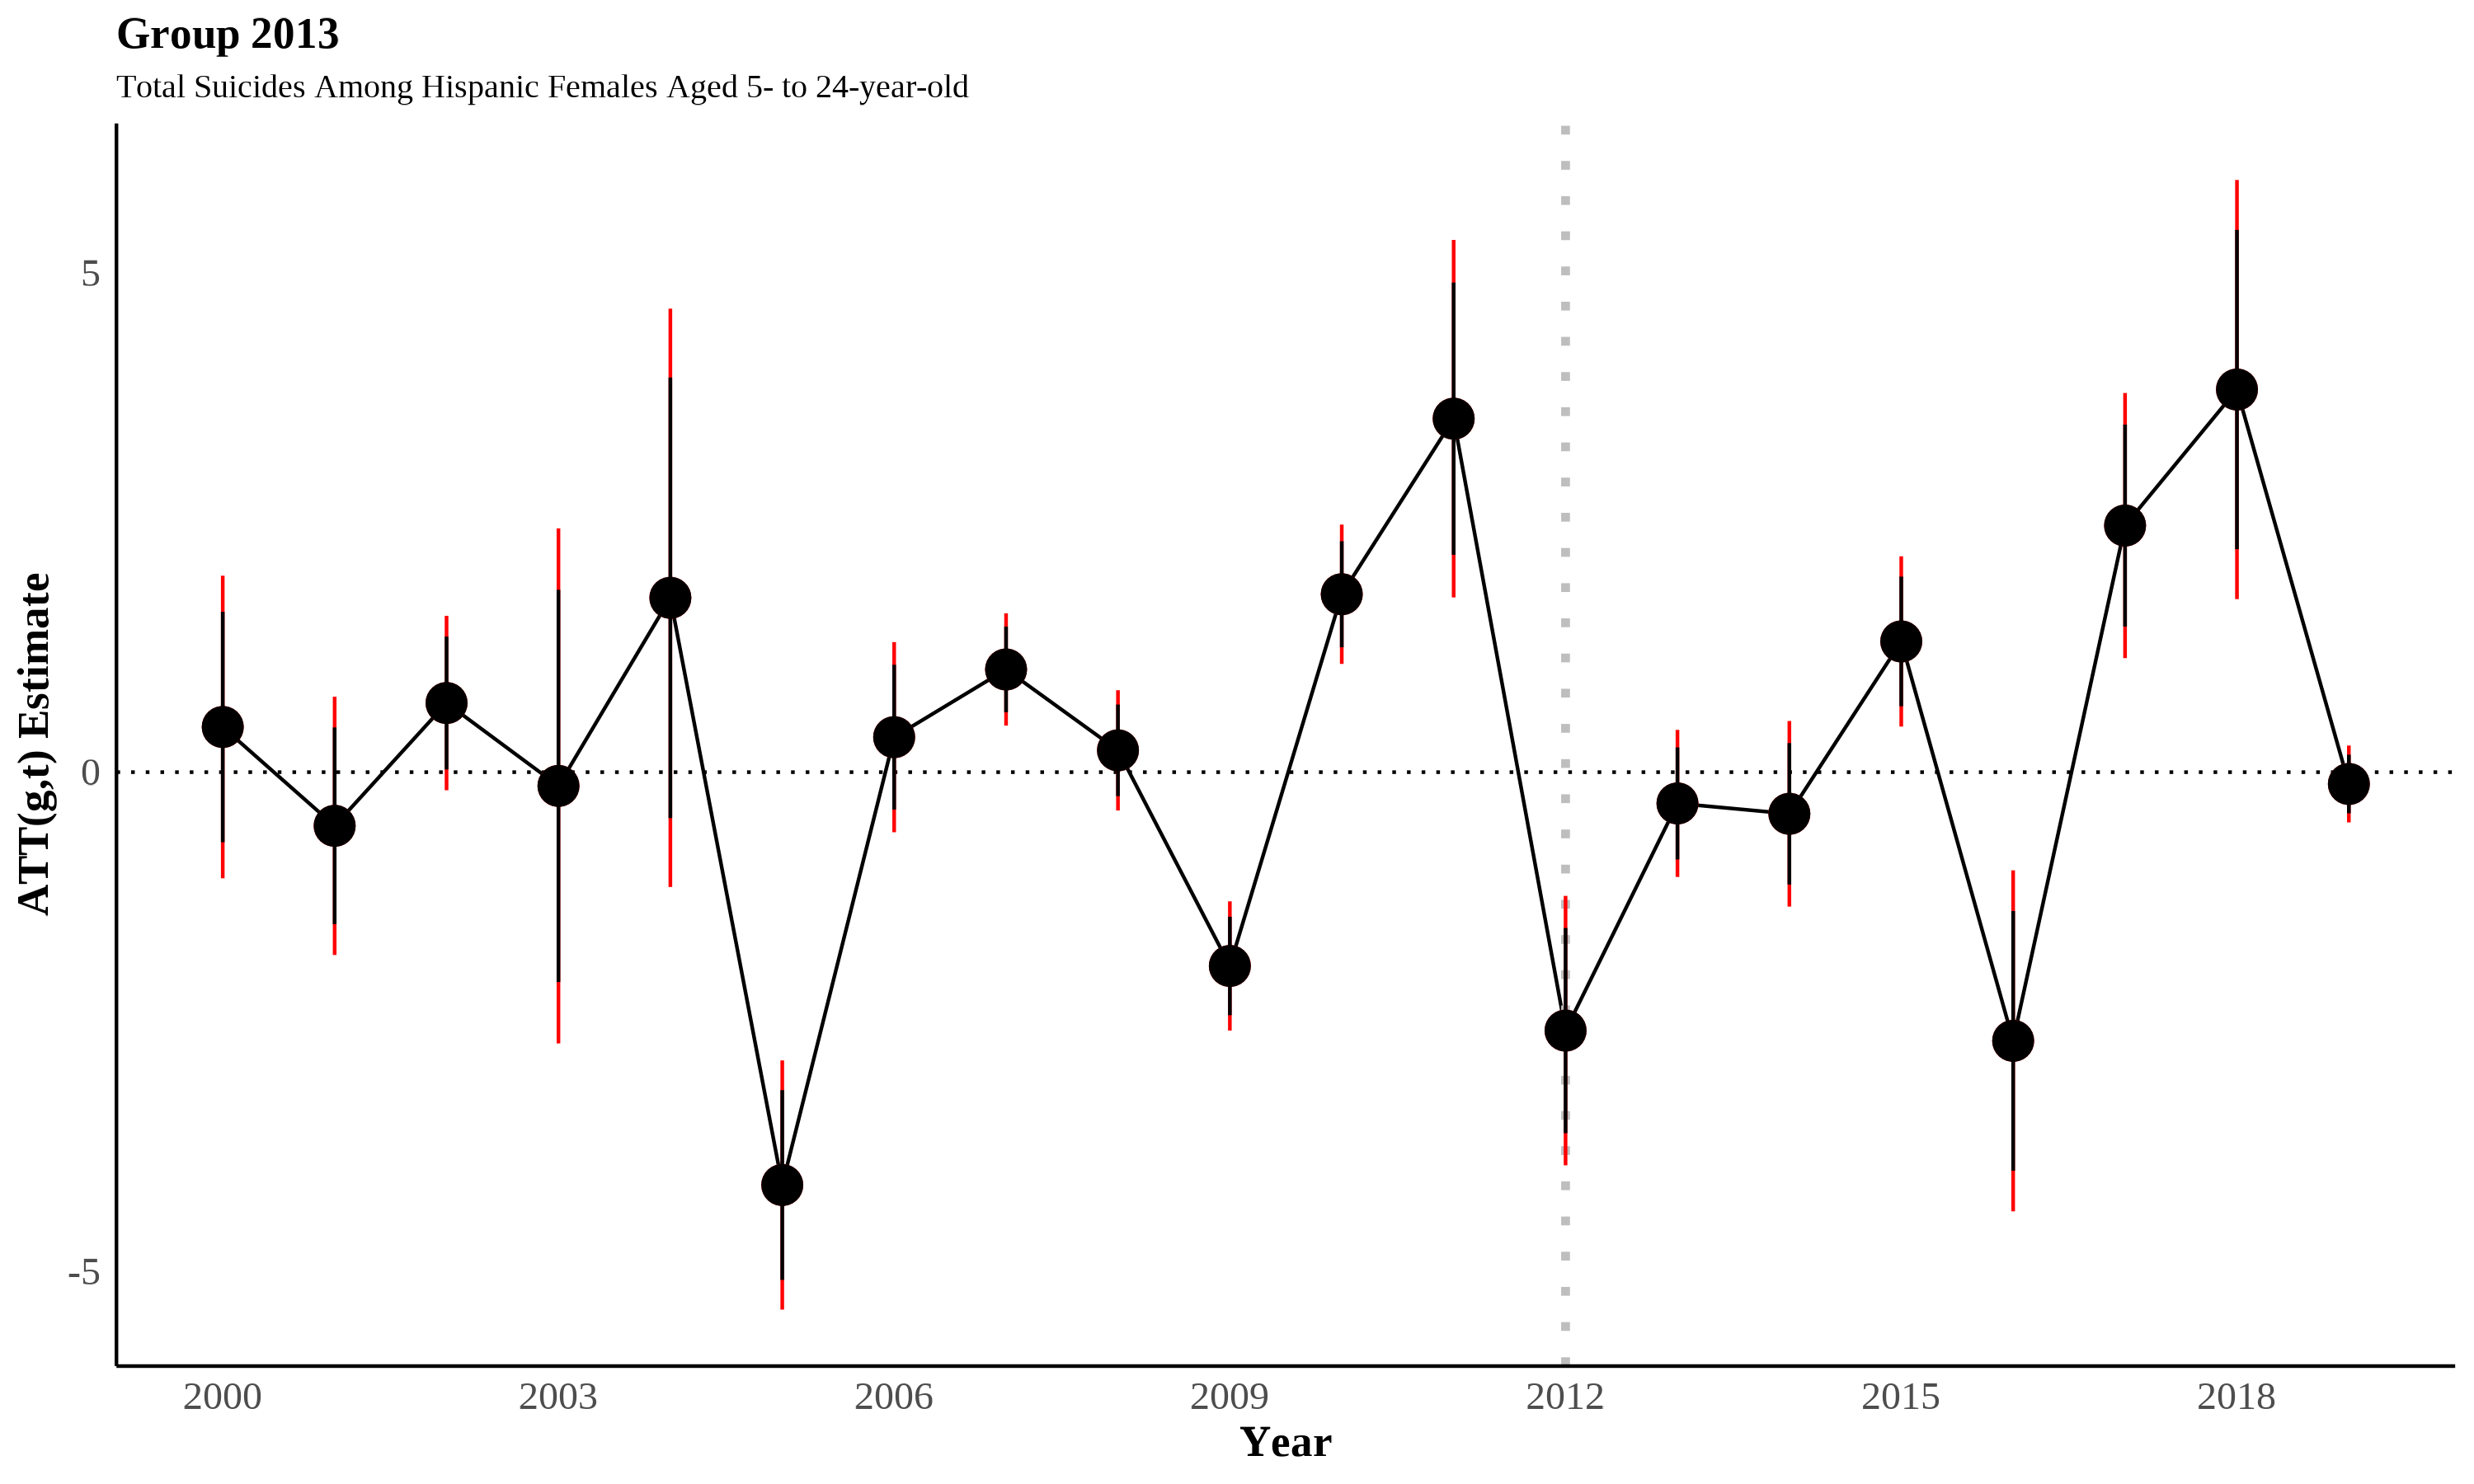 Group 2013
Total Suicides Among Hispanic Females Aged 5- to 24-year-old
ATT(g,t) Estimate
5
0
-5
2000 2003 2006 2009 2012 2015 2018
Year